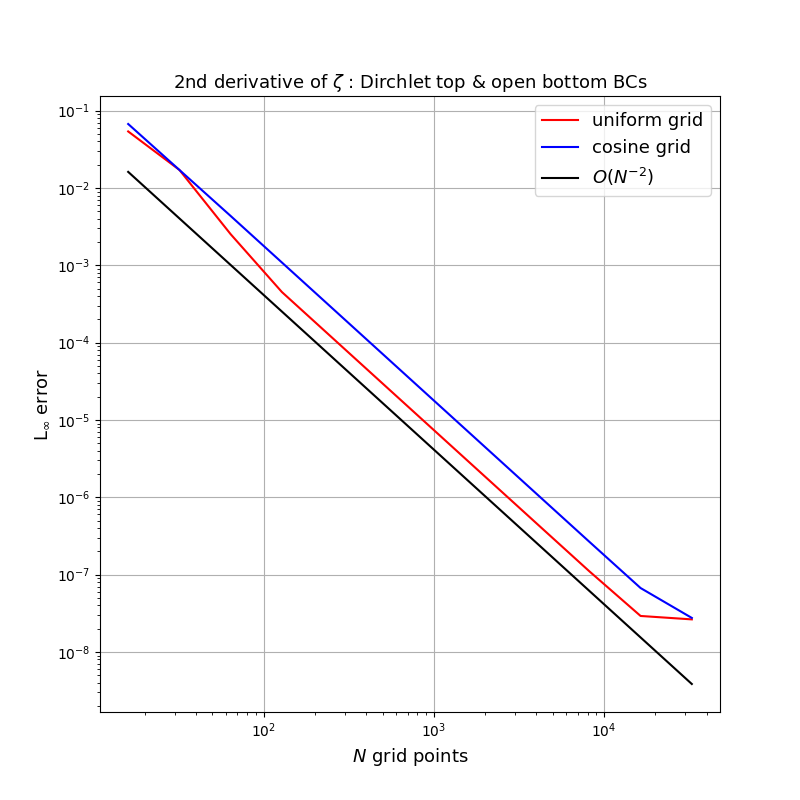 2nd derivative of ζ : Dirchlet top & open bottom BCs
uniform grid
cosine grid
O(N⁻²)
10⁻¹
10⁻²
10⁻³
10⁻⁴
10⁻⁵
10⁻⁶
10⁻⁷
10⁻⁸
L∞ error
10²
10³
10⁴
N grid points